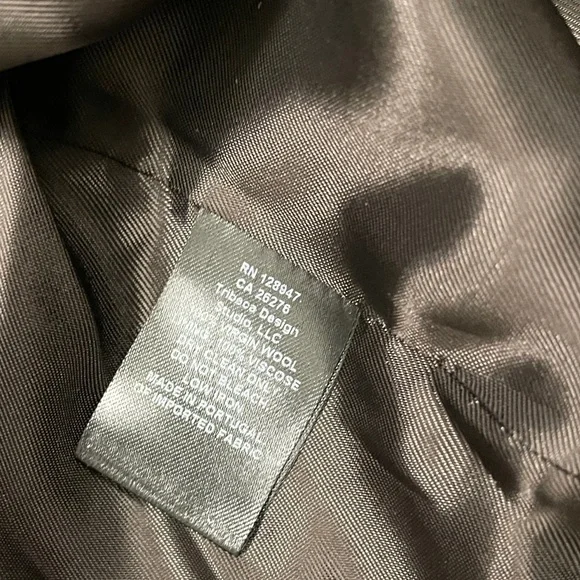 RN 128947
CA 26276
Tribeca Design
Studio, LLC
VIRGIN WOOL
VISCOSE
DRY CLEAN ONLY
DO NOT BLEACH
LOW IRON
MADE IN PORTUGAL
OF IMPORTED FABRIC